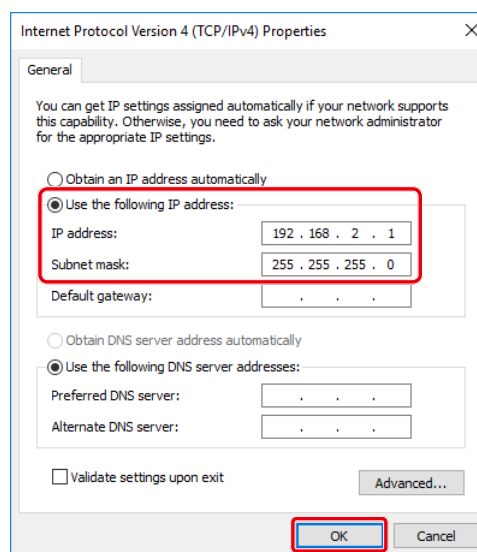 Internet Protocol Version 4 (TCP/IPv4) Properties
General
You can get IP settings assigned automatically if your network supports
this capability. Otherwise, you need to ask your network administrator
for the appropriate IP settings.
Obtain an IP address automatically
Use the following IP address:
IP address: 192 . 168 . 2 . 1
Subnet mask: 255 . 255 . 255 . 0
Default gateway: . . .
Obtain DNS server address automatically
Use the following DNS server addresses:
Preferred DNS server: . . .
Alternate DNS server: . . .
Validate settings upon exit
Advanced...
OK Cancel